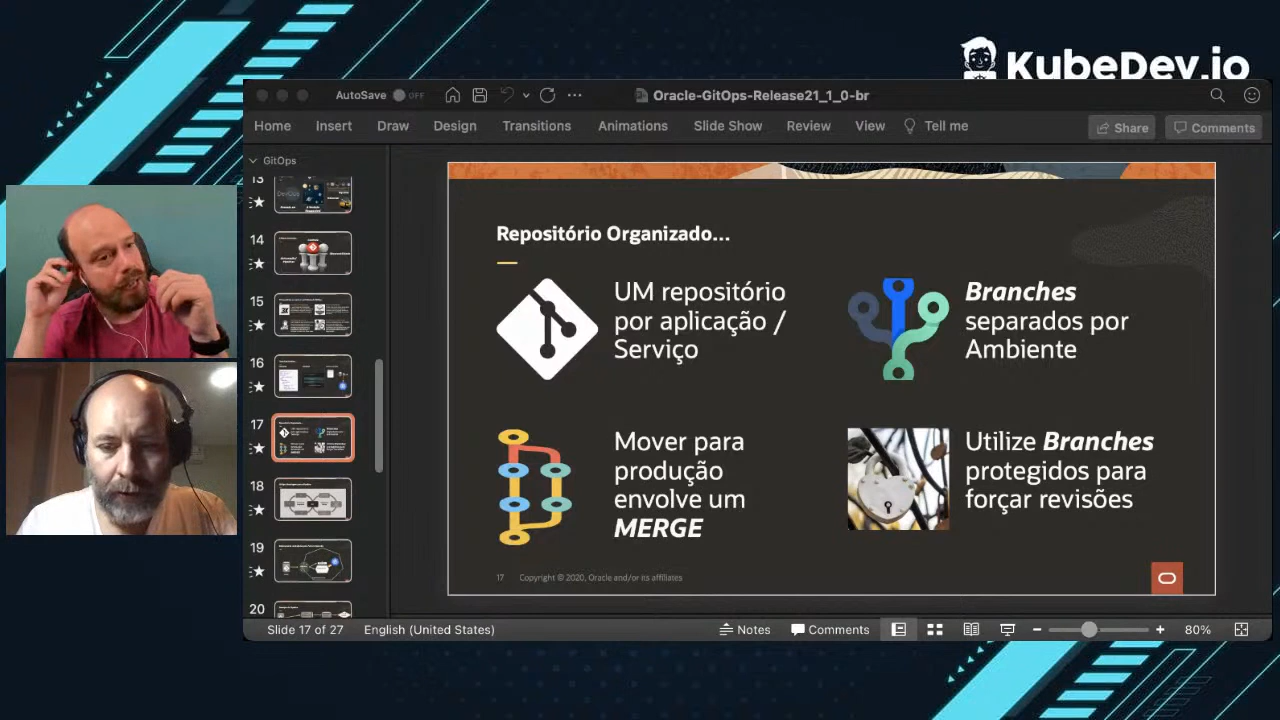 KubeDev.io
AutoSave OFF
Oracle-GitOps-Release21_1_0-br
Home Insert Draw Design Transitions Animations Slide Show Review View Tell me
Share Comments
GitOps
13
14
15
16
17
18
19
20
Repositório Organizado...
UM repositório
por aplicação /
Serviço
Branches
separados por
Ambiente
Mover para
produção
envolve um
MERGE
Utilize Branches
protegidos para
forçar revisões
17 Copyright © 2020, Oracle and/or its affiliates
Slide 17 of 27 English (United States) Notes Comments 80%